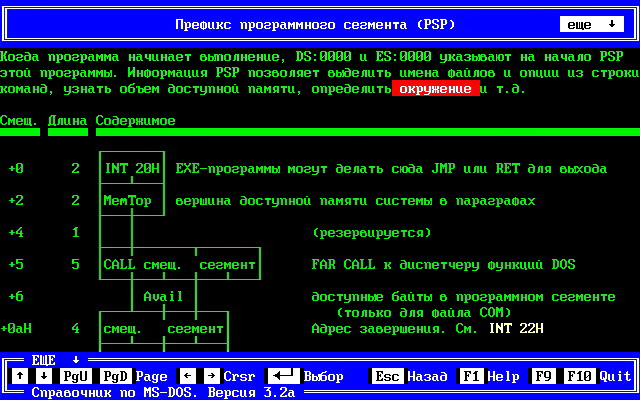 Префикс программного сегмента (PSP)
еще ↓
Когда программа начинает выполнение, DS:0000 и ES:0000 указывают на начало PSP
этой программы. Информация PSP позволяет выделить имена файлов и опции из строки
команд, узнать объем доступной памяти, определить окружение и т.д.
Смещ. Длина Содержимое
+0 2 INT 20H EXE-программы могут делать сюда JMP или RET для выхода
+2 2 MemTop вершина доступной памяти системы в параграфах
+4 1 (резервируется)
+5 5 CALL смещ. сегмент FAR CALL к диспетчеру функций DOS
+6 Avail доступные байты в программном сегменте
(только для файла COM)
+0aH 4 смещ. сегмент Адрес завершения. См. INT 22H
ЕЩЕ ↓
↑ ↓ PgU PgD Page ← → Crsr ←┘ Выбор Esc Назад F1 Help F9 F10 Quit
Справочник по MS-DOS. Версия 3.2a